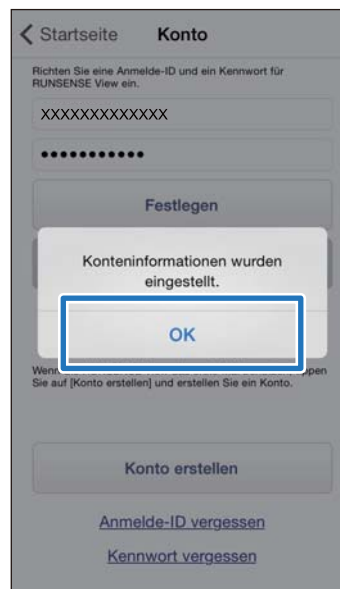 Startseite Konto
Richten Sie eine Anmelde-ID und ein Kennwort für
RUNSENSE View ein.
XXXXXXXXXXXXX
•••••••••••
Festlegen
Konteninformationen wurden
eingestellt.
OK
Sie auf [Konto erstellen] und erstellen Sie ein Konto.
Konto erstellen
Anmelde-ID vergessen
Kennwort vergessen